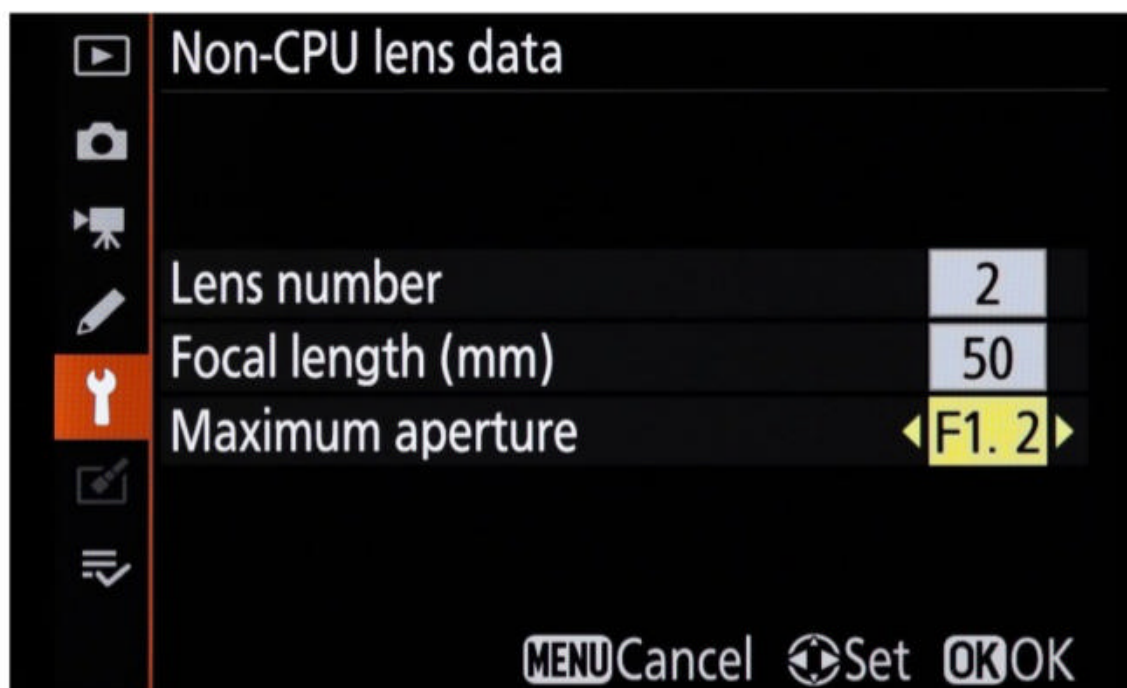 Non-CPU lens data
Lens number 2
Focal length (mm) 50
Maximum aperture F1. 2
MENU Cancel Set OK OK